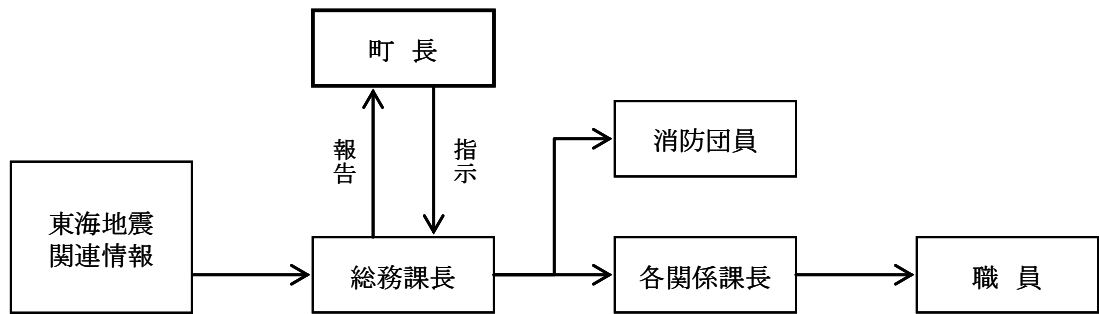 町 長
報告
指示
消防団員
東海地震
関連情報
総務課長
各関係課長
職 員